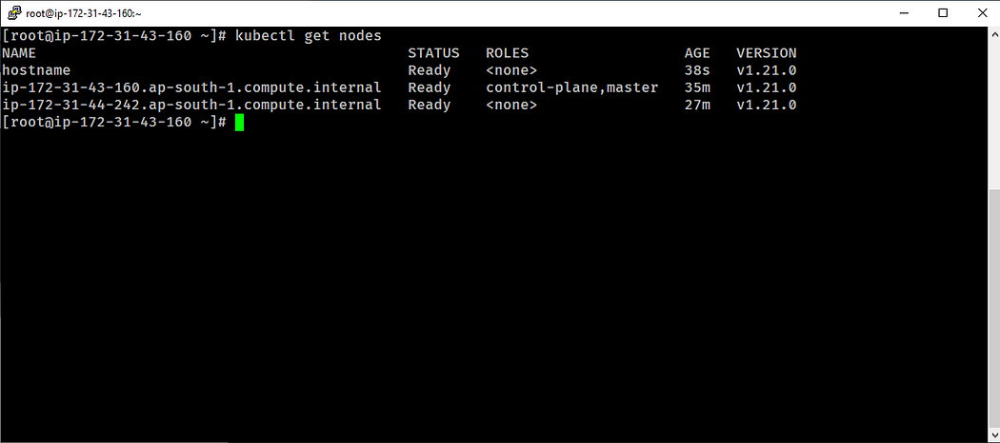 root@ip-172-31-43-160:~
[root@ip-172-31-43-160 ~]# kubectl get nodes
NAME STATUS ROLES AGE VERSION
hostname Ready <none> 38s v1.21.0
ip-172-31-43-160.ap-south-1.compute.internal Ready control-plane,master 35m v1.21.0
ip-172-31-44-242.ap-south-1.compute.internal Ready <none> 27m v1.21.0
[root@ip-172-31-43-160 ~]#